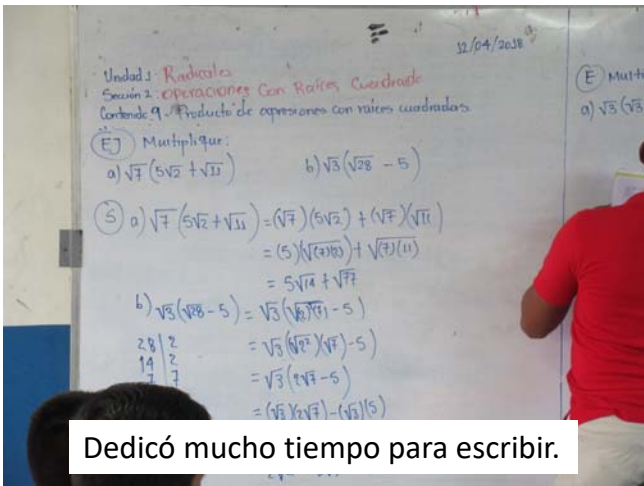 12/04/2018
Unidad 1: Radicales
Sección 2: Operaciones Con Raíces Cuadrada
Contenido 9. Producto de expresiones con raíces cuadradas
EJ Multiplique:
a) √7(5√2 + √11) b) √3(√28 - 5)
S a) √7(5√2 + √11) = (√7)(5√2) + (√7)(√11)
= (5)(√(7)(2)) + √(7)(11)
= 5√14 + √77
b) √3(√28 - 5) = √3(√(2)²(7) - 5)
28|2 = √3((√2²)(√7) - 5)
14|2
7|7 = √3(2√7 - 5)
= (√3)(2√7) - (√3)(5)
E
a) √3(√3
Dedicó mucho tiempo para escribir.